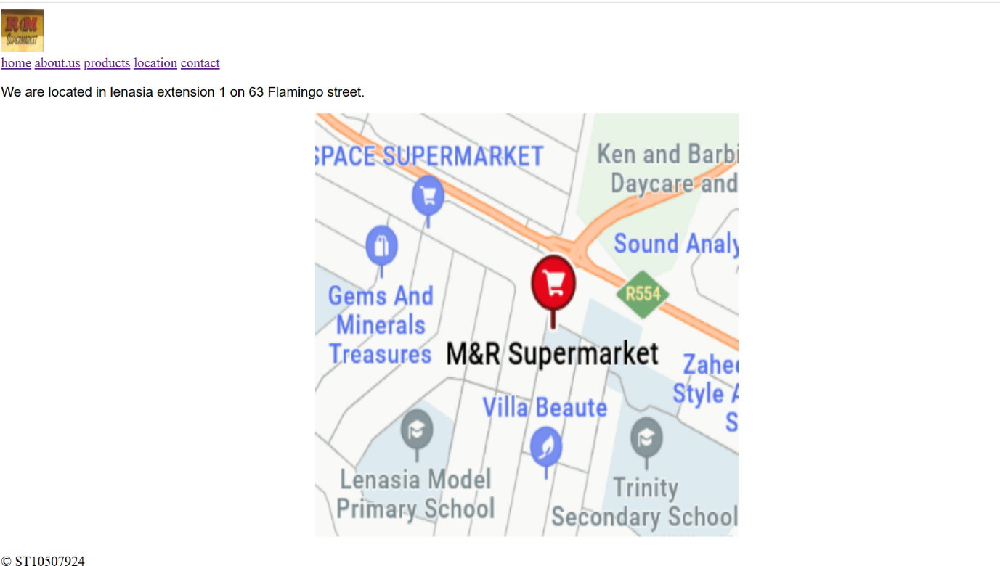 R&M
SUPERMARKET
home about.us products location contact
We are located in lenasia extension 1 on 63 Flamingo street.
SPACE SUPERMARKET
Ken and Barbi
Daycare and
Sound Analy
R554
Gems And
Minerals
Treasures
M&R Supermarket
Zahee
Style A
S
Villa Beaute
Lenasia Model
Primary School
Trinity
Secondary School
© ST10507924